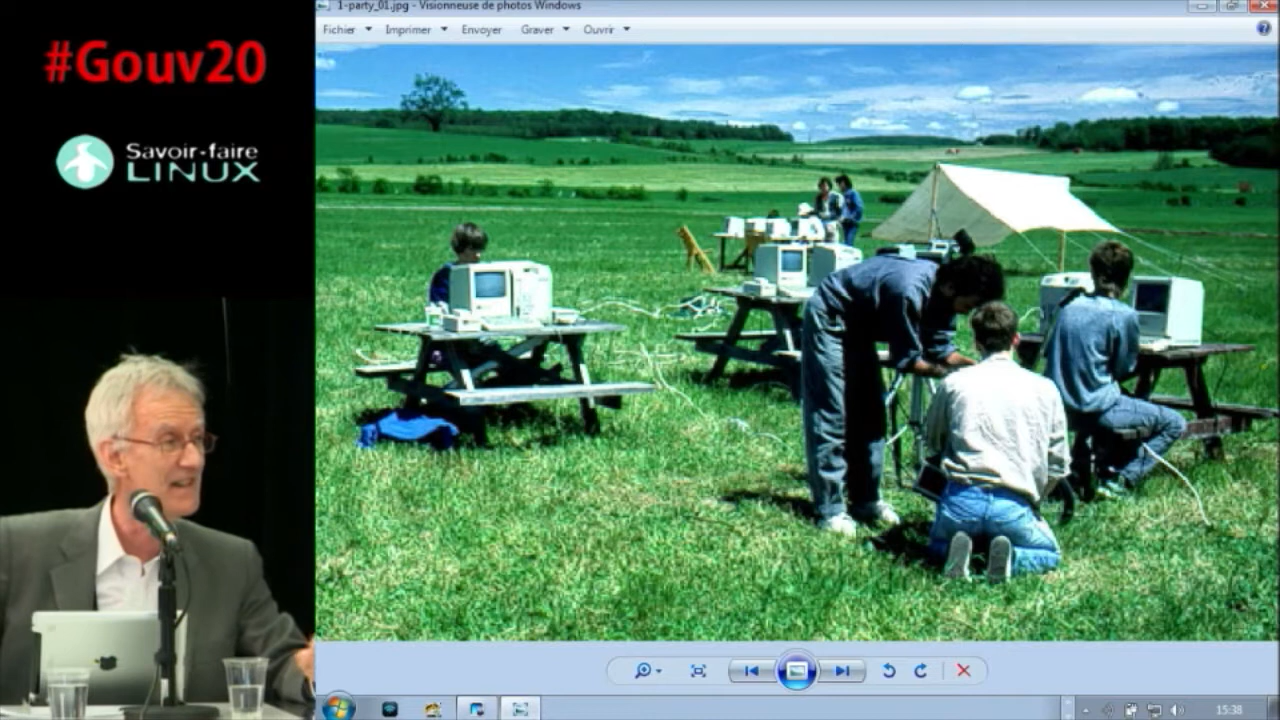 #Gouv20
Savoir-faire
LINUX
1-party_01.jpg - Visionneuse de photos Windows
Fichier Imprimer Envoyer Graver Ouvrir
15:38